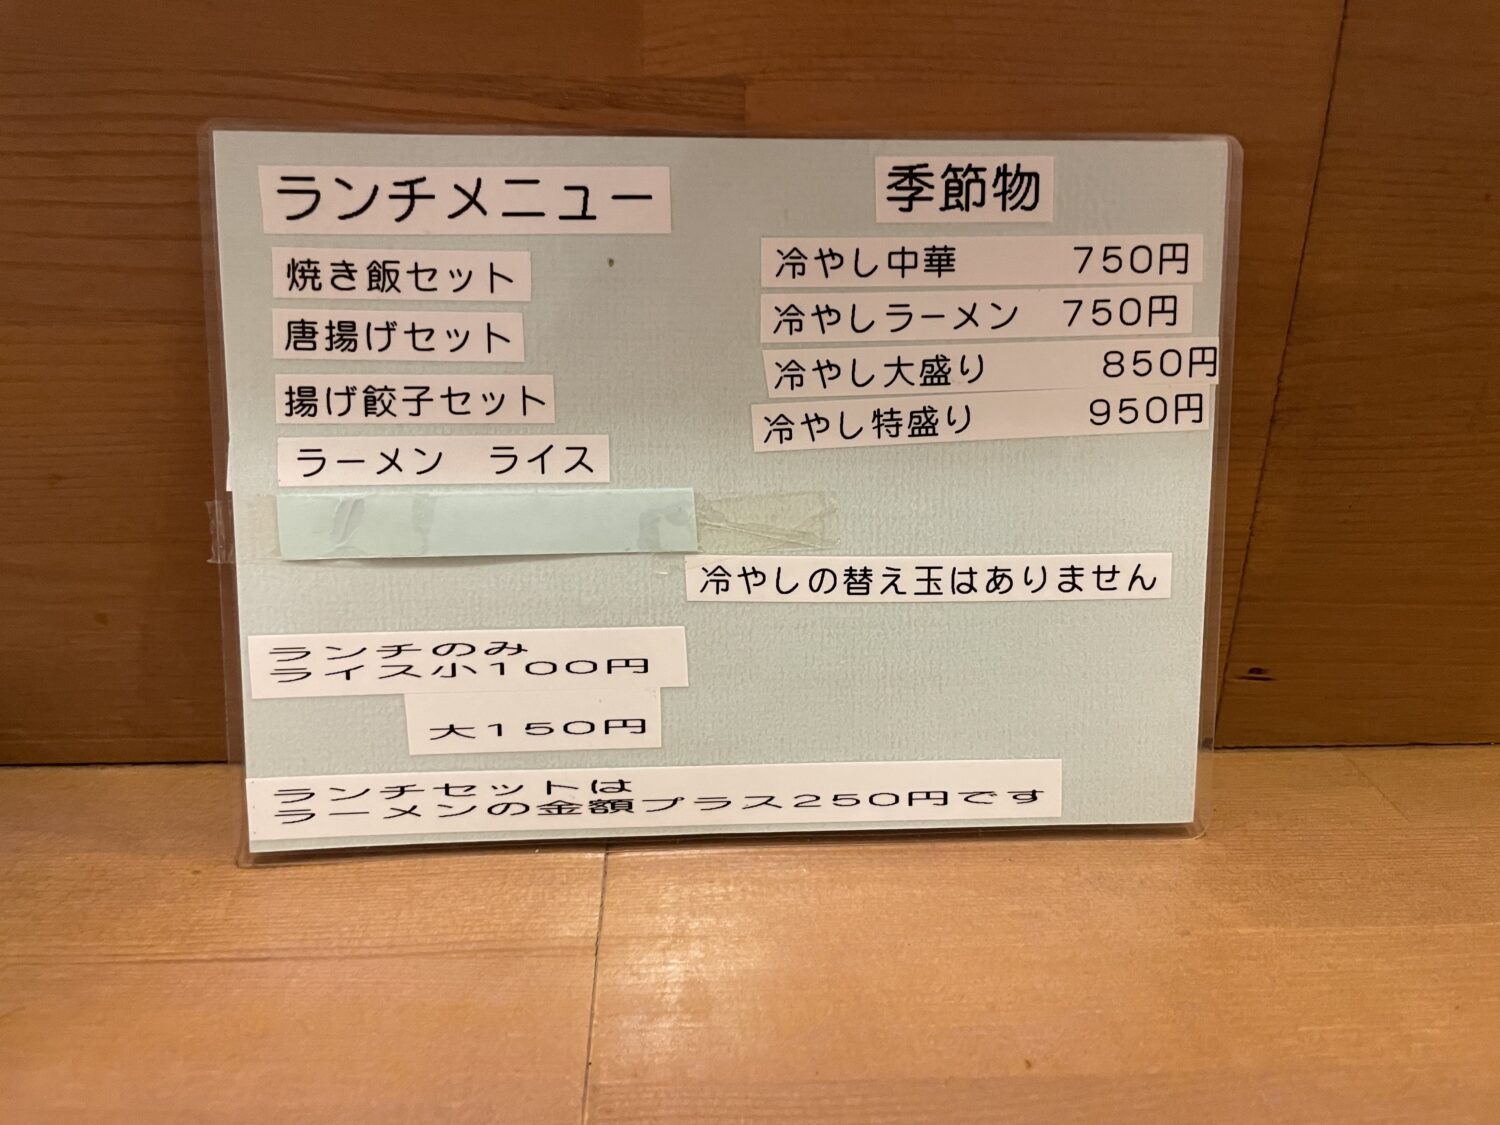 ランチメニュー
焼き飯セット
唐揚げセット
揚げ餃子セット
ラーメン　ライス
季節物
冷やし中華　750円
冷やしラーメン　750円
冷やし大盛り　850円
冷やし特盛り　950円
冷やしの替え玉はありません
ランチのみ
ライス小100円
大150円
ランチセットは
ラーメンの金額プラス250円です